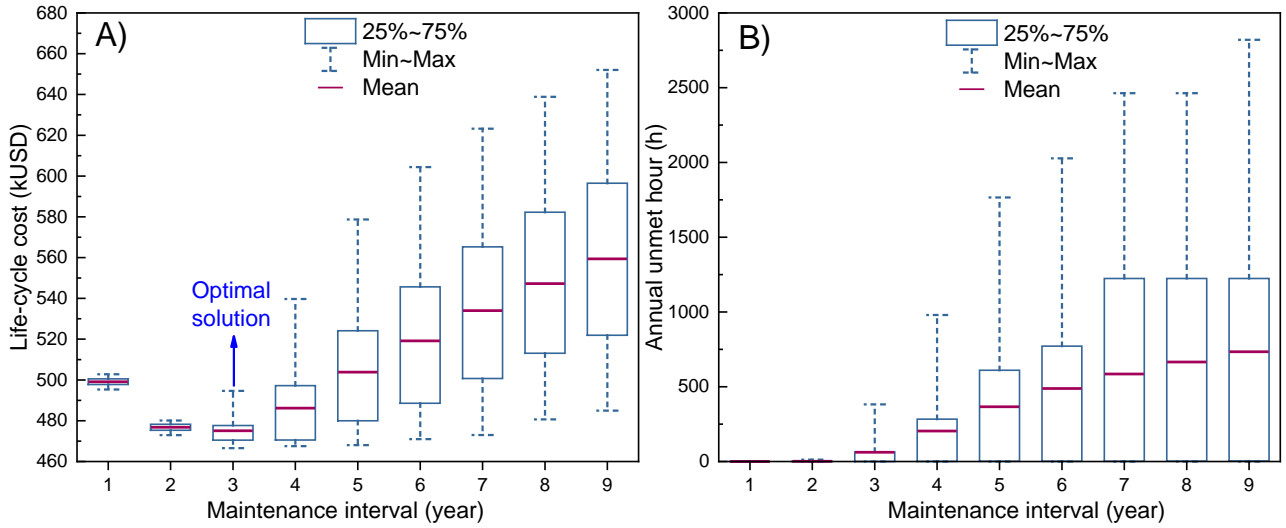 A)
25%~75%
Min~Max
Mean
Optimal
solution
Life-cycle cost (kUSD)
680
660
640
620
600
580
560
540
520
500
480
460
1 2 3 4 5 6 7 8 9
Maintenance interval (year)
B)
25%~75%
Min~Max
Mean
Annual unmet hour (h)
3000
2500
2000
1500
1000
500
0
1 2 3 4 5 6 7 8 9
Maintenance interval (year)